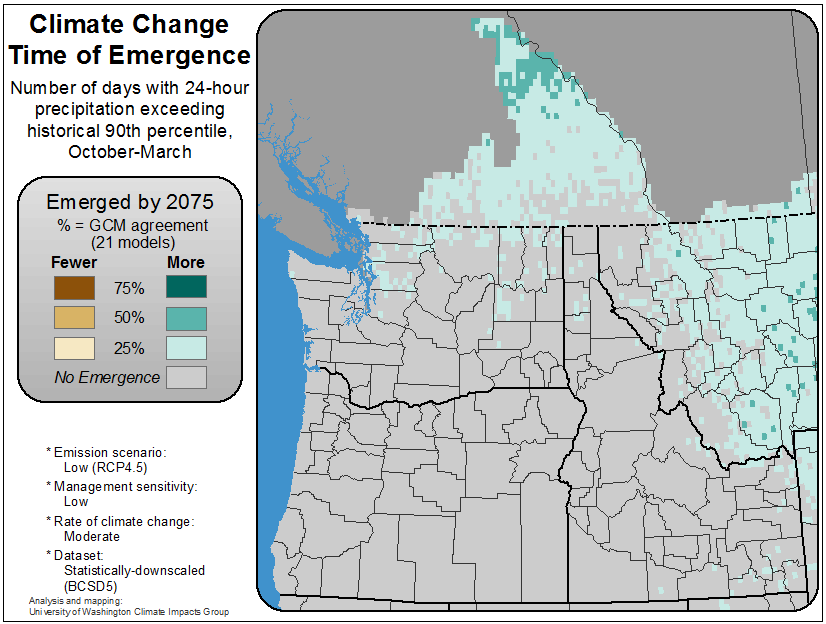 Climate Change
Time of Emergence
Number of days with 24-hour
precipitation exceeding
historical 90th percentile,
October-March
Emerged by 2075
% = GCM agreement
(21 models)
Fewer More
75%
50%
25%
No Emergence
* Emission scenario:
Low (RCP4.5)
* Management sensitivity:
Low
* Rate of climate change:
Moderate
* Dataset:
Statistically-downscaled
(BCSD5)
Analysis and mapping:
University of Washington Climate Impacts Group